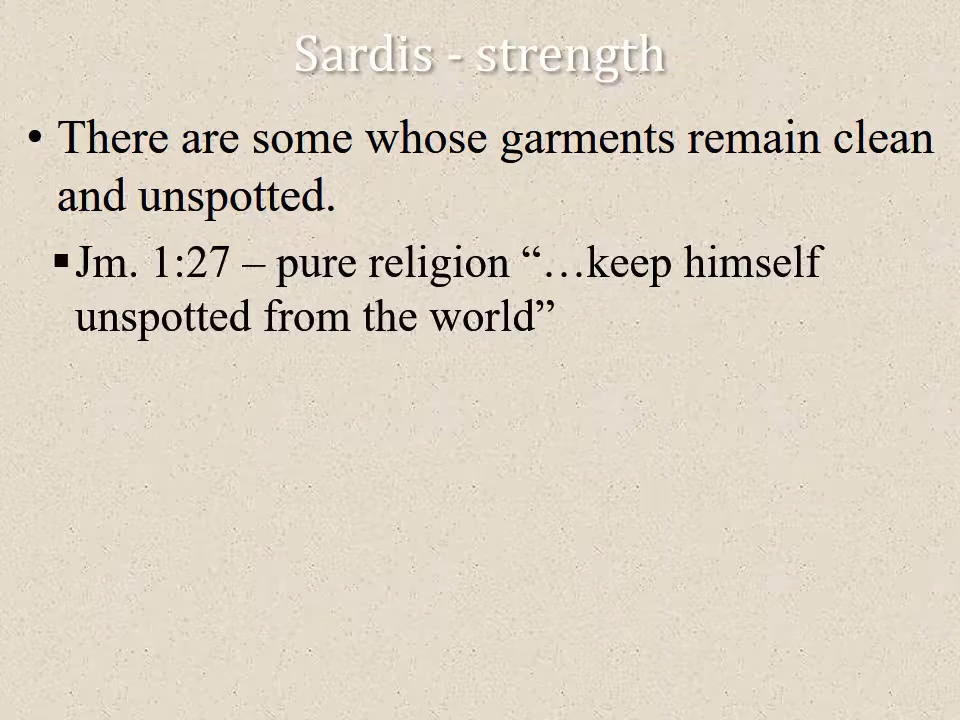 Sardis - strength
• There are some whose garments remain clean
and unspotted.
▪ Jm. 1:27 – pure religion “…keep himself
unspotted from the world”